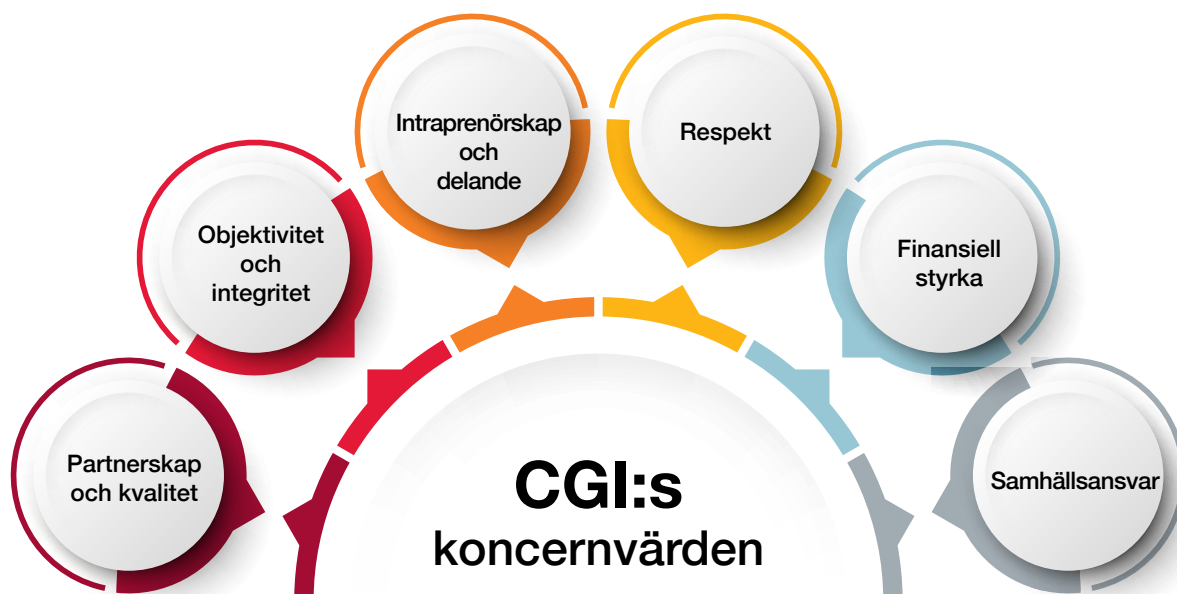 Partnerskap
och kvalitet
Objektivitet
och
integritet
Intraprenörskap
och
delande
Respekt
Finansiell
styrka
Samhällsansvar
CGI:s
koncernvärden